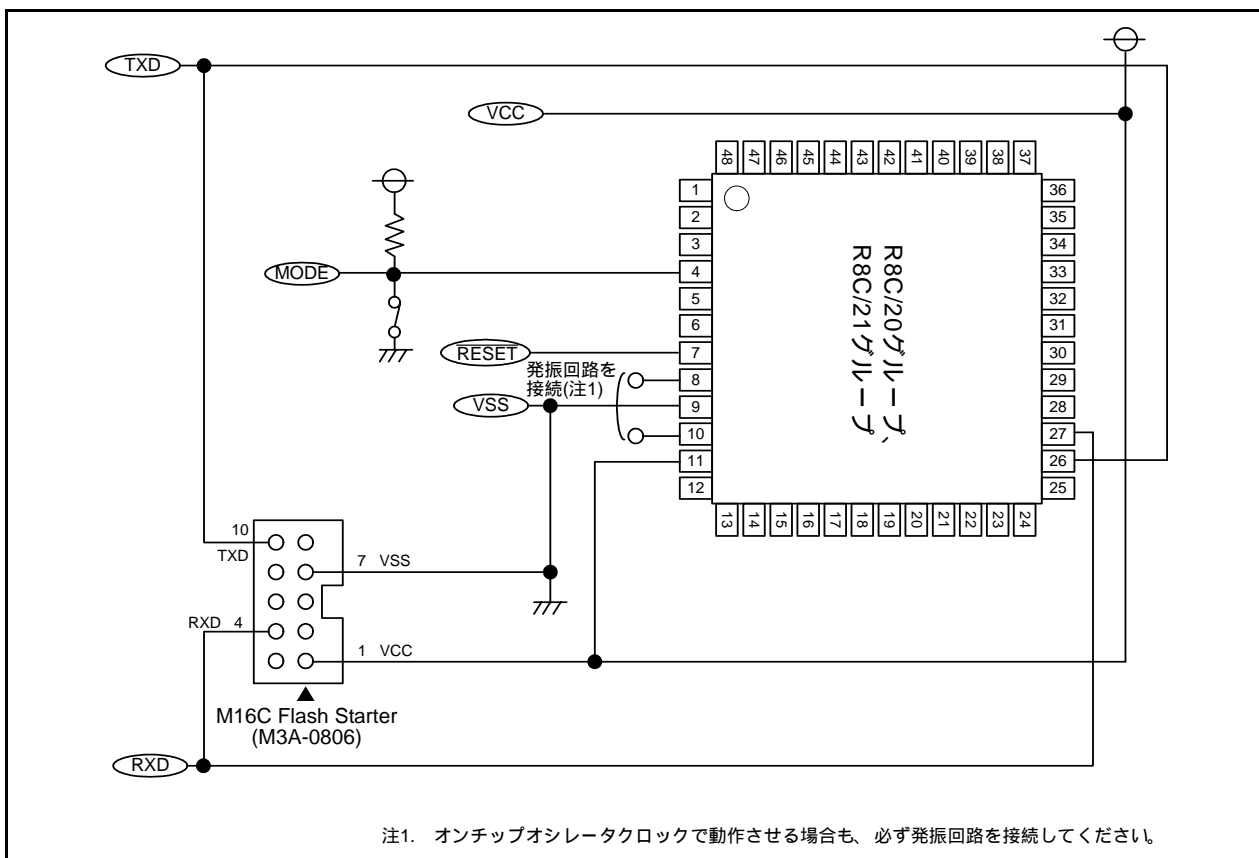 TXD
VCC
48 47 46 45 44 43 42 41 40 39 38 37
1
2
3
4
5
6
7
8
9
10
11
12
36
35
34
33
32
31
30
29
28
27
26
25
13 14 15 16 17 18 19 20 21 22 23 24
R8C/20グループ、
R8C/21グループ
MODE
RESET
発振回路を
接続(注1)
VSS
10
TXD
7 VSS
RXD 4
1 VCC
M16C Flash Starter
(M3A-0806)
RXD
注1. オンチップオシレータクロックで動作させる場合も、必ず発振回路を接続してください。